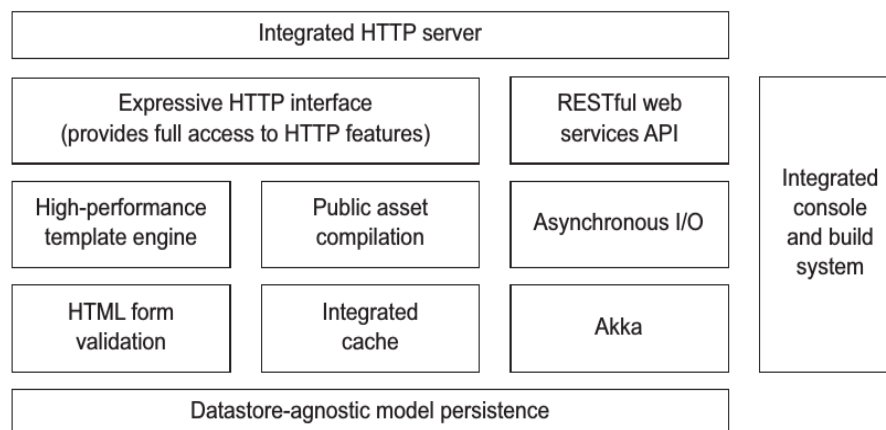 Integrated HTTP server
Expressive HTTP interface
(provides full access to HTTP features)
RESTful web
services API
High-performance
template engine
Public asset
compilation
Asynchronous I/O
HTML form
validation
Integrated
cache
Akka
Integrated
console
and build
system
Datastore-agnostic model persistence